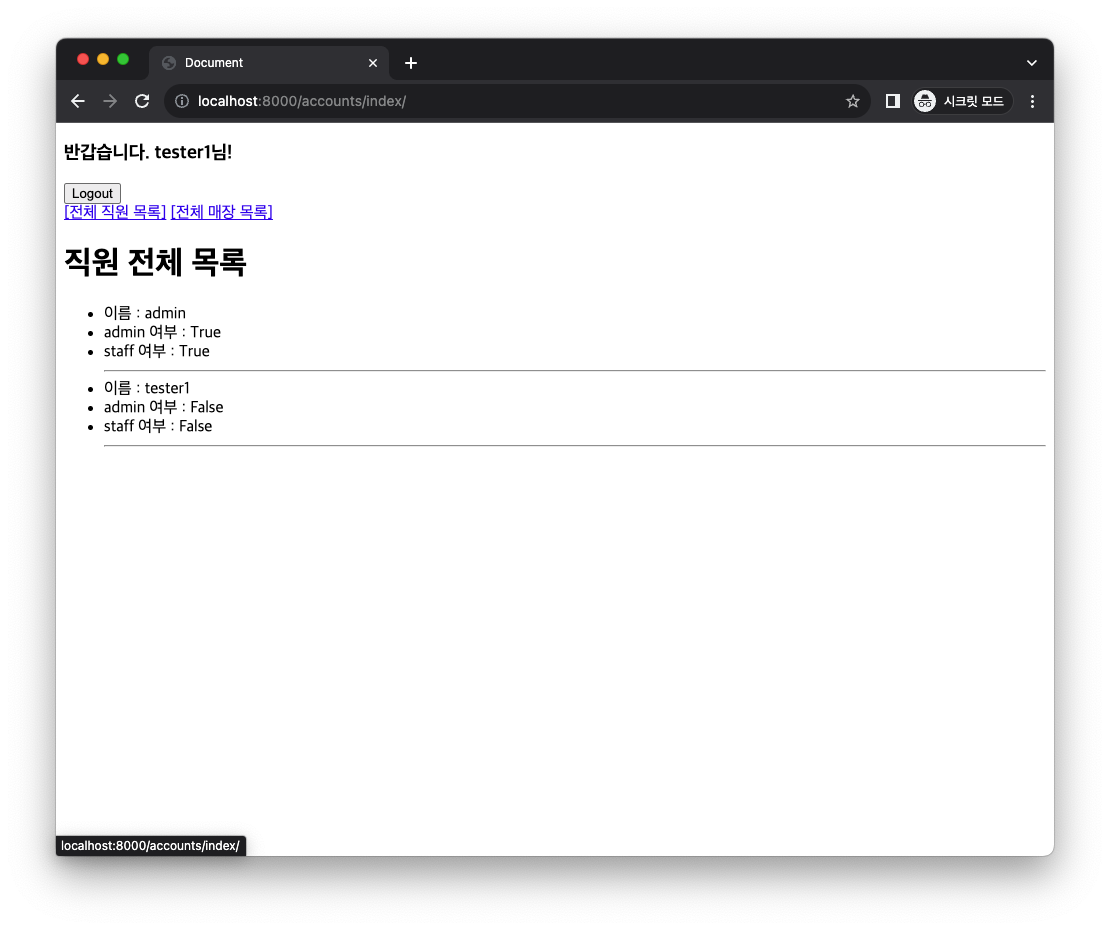 Document
localhost:8000/accounts/index/
시크릿 모드
반갑습니다. tester1님!
Logout
[전체 직원 목록] [전체 매장 목록]
직원 전체 목록
이름 : admin
admin 여부 : True
staff 여부 : True
이름 : tester1
admin 여부 : False
staff 여부 : False
localhost:8000/accounts/index/